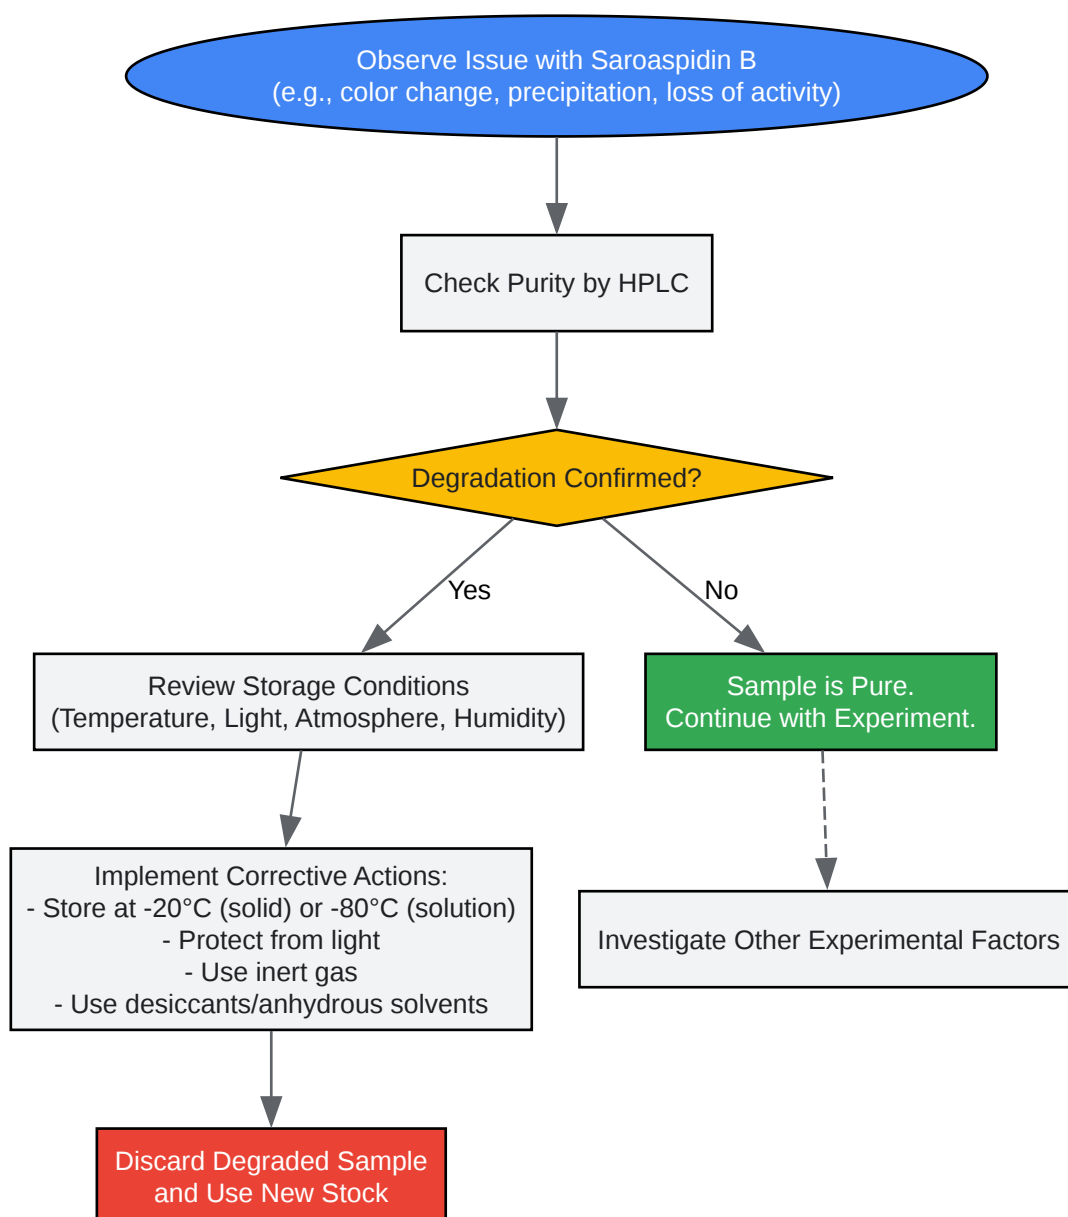 Observe Issue with Saroaspidin B
(e.g., color change, precipitation, loss of activity)
Check Purity by HPLC
Degradation Confirmed?
Yes
No
Review Storage Conditions
(Temperature, Light, Atmosphere, Humidity)
Sample is Pure.
Continue with Experiment.
Implement Corrective Actions:
- Store at -20°C (solid) or -80°C (solution)
- Protect from light
- Use inert gas
- Use desiccants/anhydrous solvents
Investigate Other Experimental Factors
Discard Degraded Sample
and Use New Stock